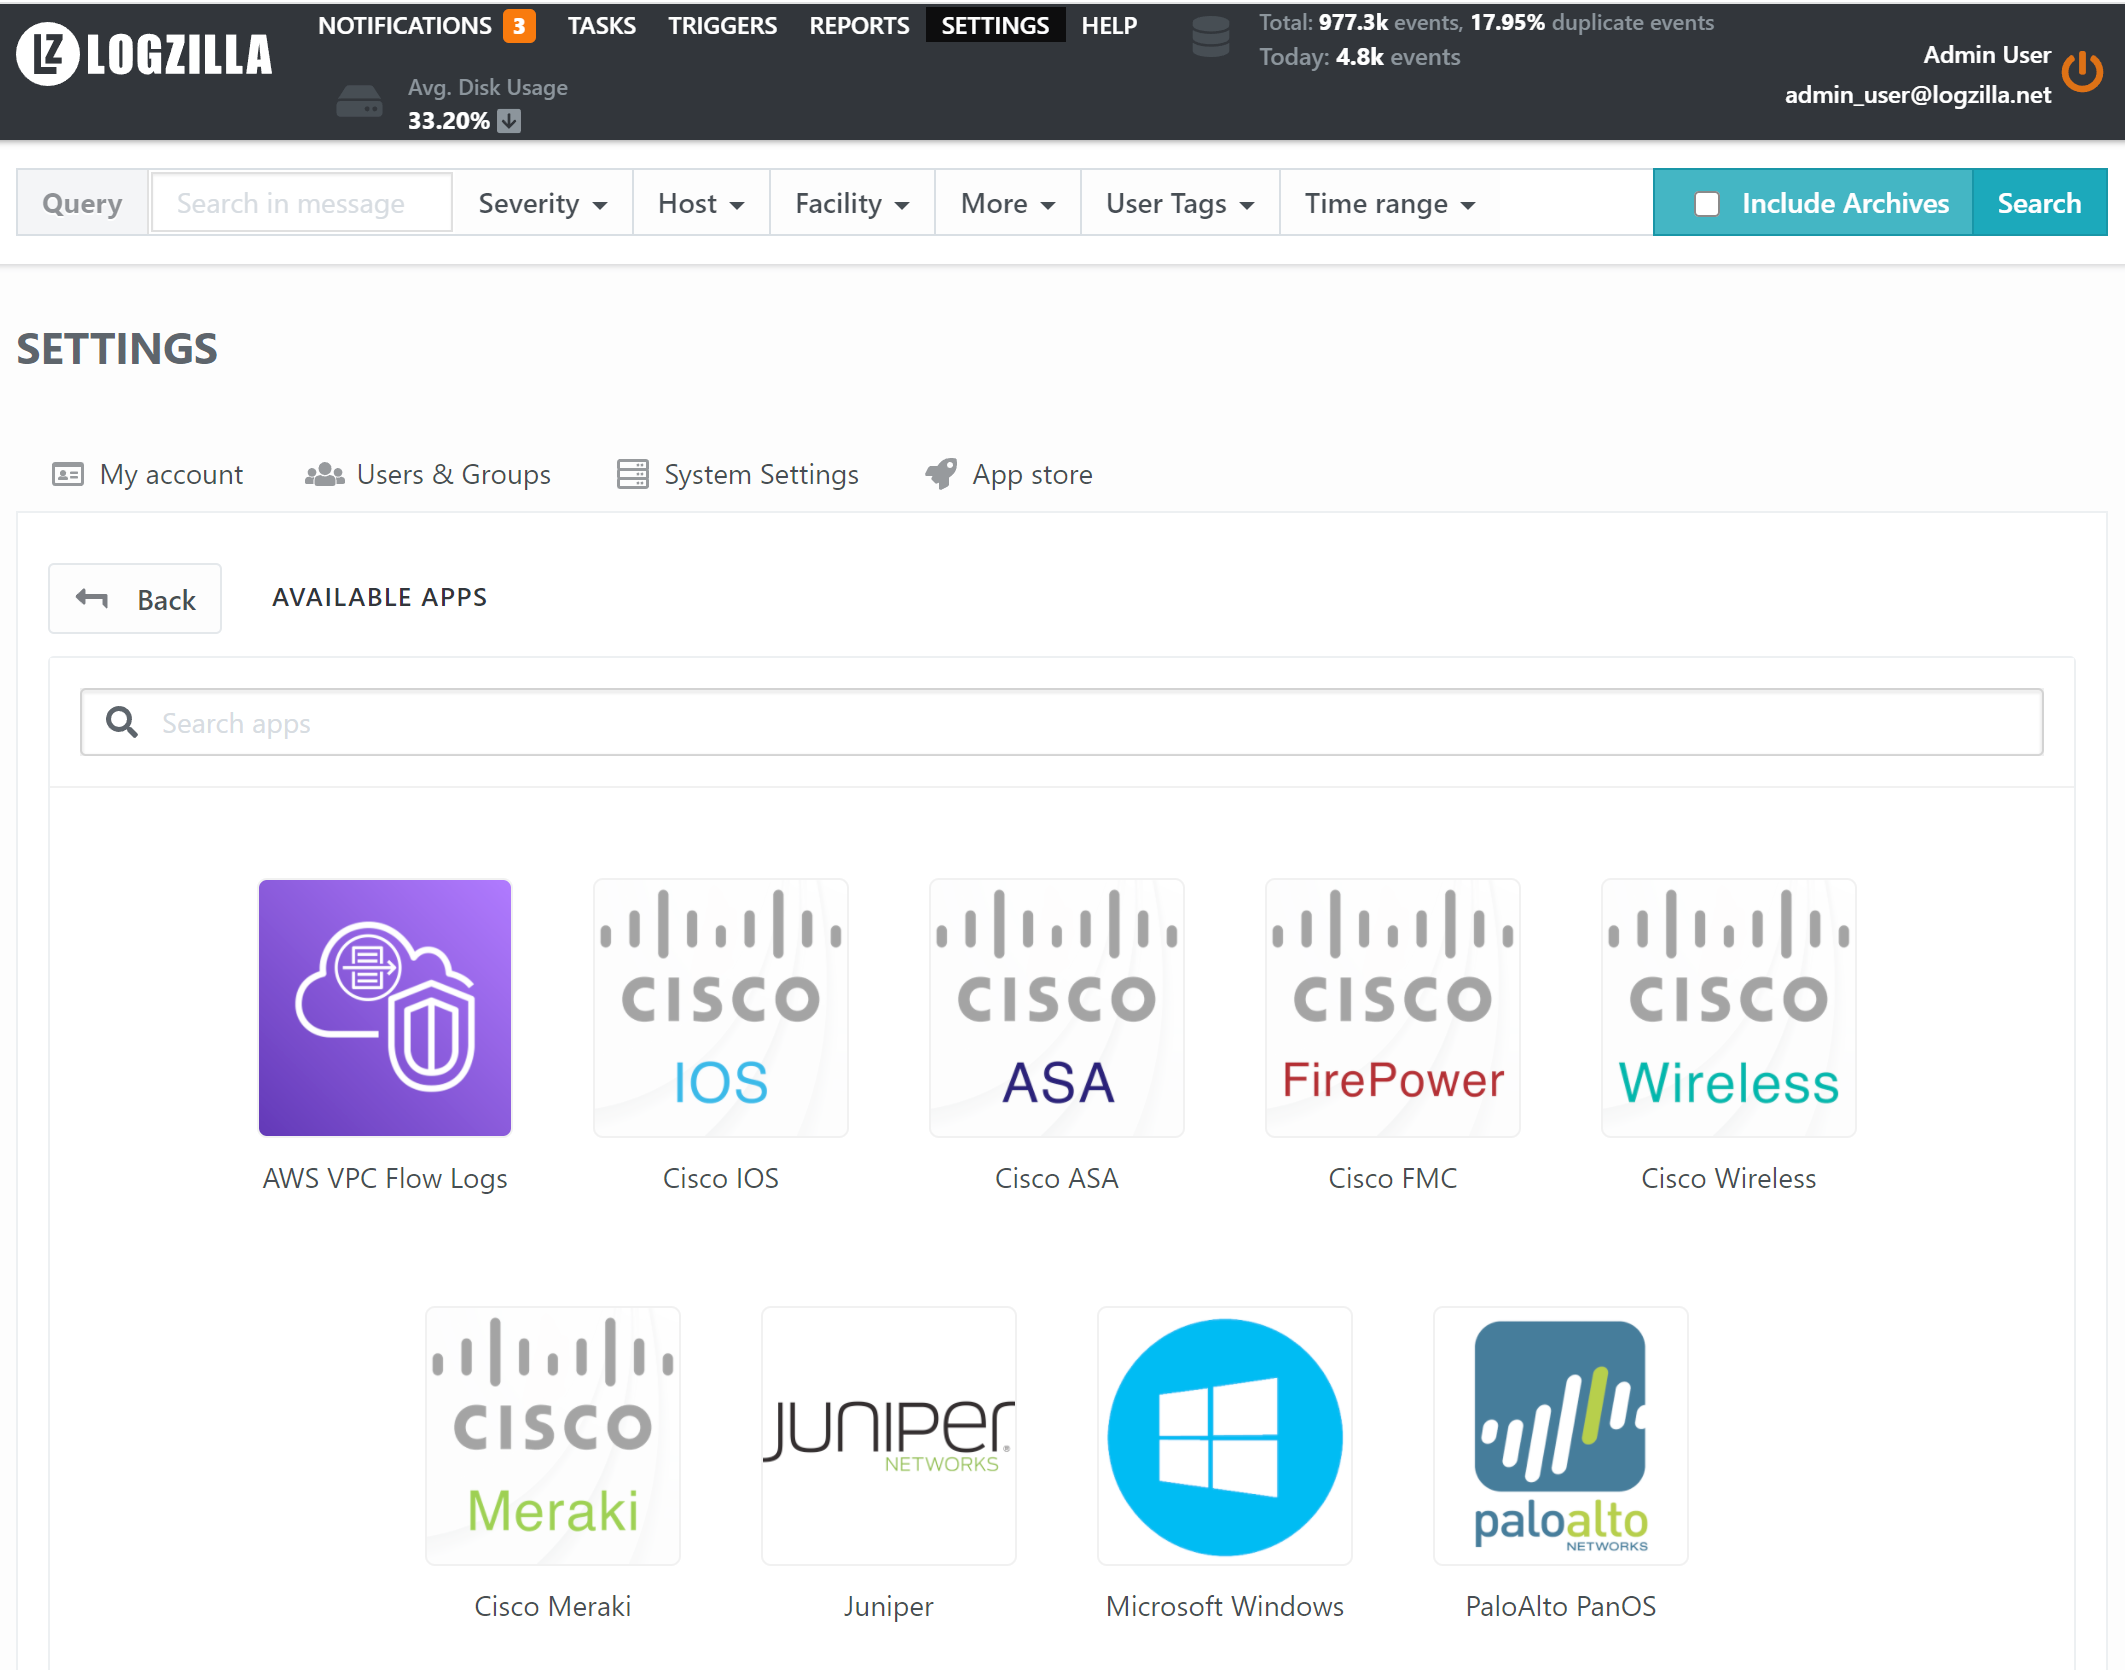 LZ LOGZILLA
NOTIFICATIONS 3 TASKS TRIGGERS REPORTS SETTINGS HELP
Avg. Disk Usage
33.20%
Total: 977.3k events, 17.95% duplicate events
Today: 4.8k events
Admin User
admin_user@logzilla.net
Query Search in message Severity Host Facility More User Tags Time range Include Archives Search
SETTINGS
My account Users & Groups System Settings App store
Back AVAILABLE APPS
Search apps
CISCO
IOS
CISCO
ASA
CISCO
FirePower
CISCO
Wireless
AWS VPC Flow Logs Cisco IOS Cisco ASA Cisco FMC Cisco Wireless
CISCO
Meraki
JUNIPer
NETWORKS
paloalto
NETWORKS
Cisco Meraki Juniper Microsoft Windows PaloAlto PanOS